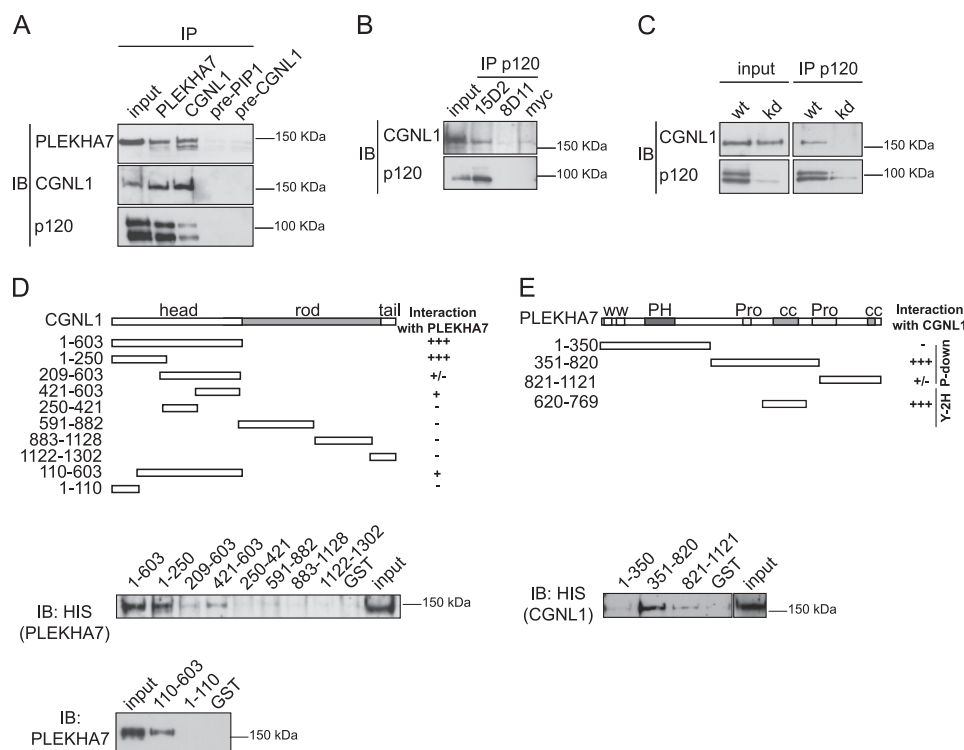 A
IP
input
PLEKHA7
CGNL1
pre-PIP1
pre-CGNL1
IB
PLEKHA7
150 KDa
CGNL1
150 KDa
p120
100 KDa
B
IP p120
input
15D2
8D11
myc
IB
CGNL1
150 KDa
p120
100 KDa
C
input
IP p120
wt
kd
wt
kd
IB
CGNL1
150 KDa
p120
100 KDa
D
head
rod
tail
Interaction
with PLEKHA7
CGNL1
1-603
+++
1-250
+++
209-603
+/-
421-603
+
250-421
-
591-882
-
883-1128
-
1122-1302
-
110-603
+
1-110
-
1-603
1-250
209-603
421-603
250-421
591-882
883-1128
1122-1302
GST
input
IB: HIS
(PLEKHA7)
150 kDa
input
110-603
1-110
GST
IB:
PLEKHA7
150 kDa
E
ww
PH
Pro
cc
Pro
cc
Interaction
with CGNL1
PLEKHA7
1-350
-
351-820
+++
821-1121
+/-
P-down
620-769
+++
Y-2H
1-350
351-820
821-1121
GST
input
IB: HIS
(CGNL1)
150 kDa